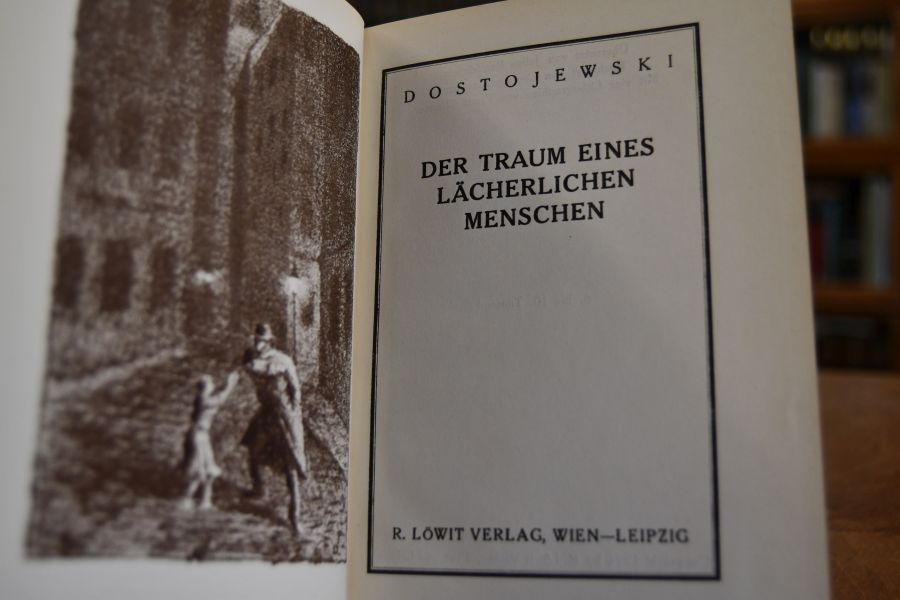 DOSTOJEWSKI
DER TRAUM EINES
LÄCHERLICHEN
MENSCHEN
R. LÖWIT VERLAG, WIEN—LEIPZIG